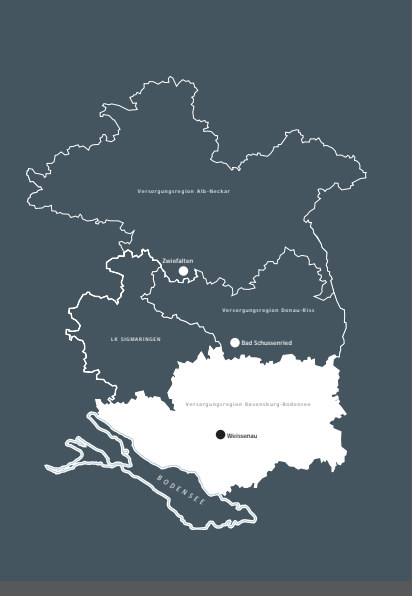 Versorgungsregion Alb-Neckar
Zwiefalten
Versorgungsregion Donau-Riss
LK SIGMARINGEN
Bad Schussenried
Versorgungsregion Ravensburg-Bodensee
Weissenau
BODENSEE